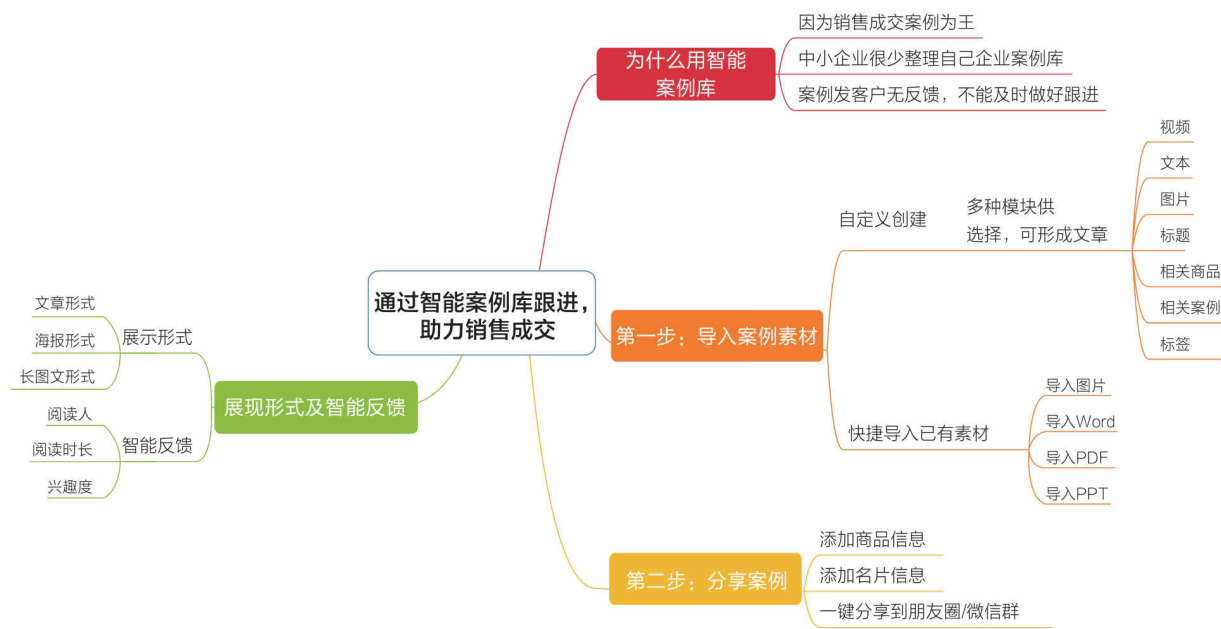 通过智能案例库跟进，
助力销售成交
为什么用智能
案例库
因为销售成交案例为王
中小企业很少整理自己企业案例库
案例发客户无反馈，不能及时做好跟进
第一步：导入案例素材
自定义创建
多种模块供
选择，可形成文章
视频
文本
图片
标题
相关商品
相关案例
标签
快捷导入已有素材
导入图片
导入Word
导入PDF
导入PPT
第二步：分享案例
添加商品信息
添加名片信息
一键分享到朋友圈/微信群
展现形式及智能反馈
展示形式
文章形式
海报形式
长图文形式
智能反馈
阅读人
阅读时长
兴趣度